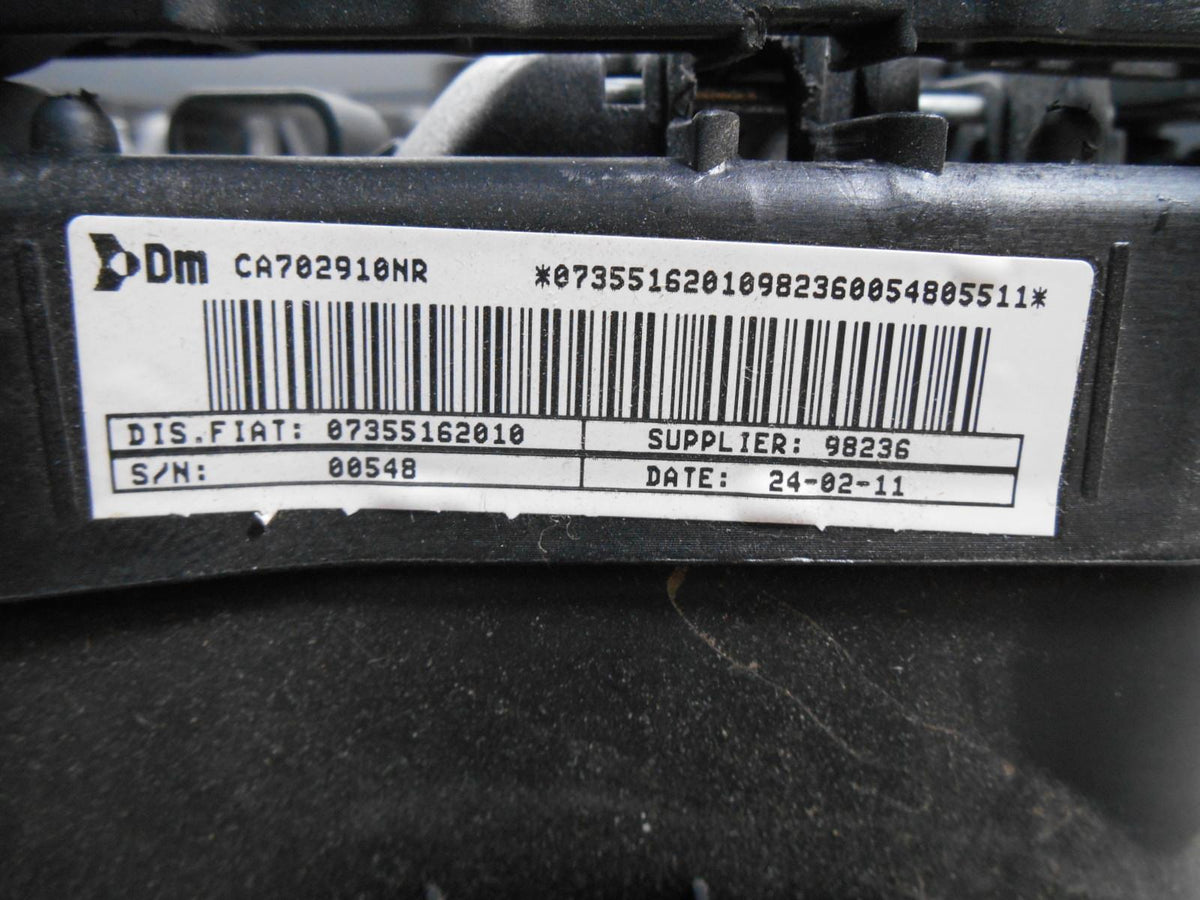 Dm CA702910NR *07355162010982360054805511*
DIS.FIAT: 07355162010 SUPPLIER: 98236
S/N: 00548 DATE: 24-02-11